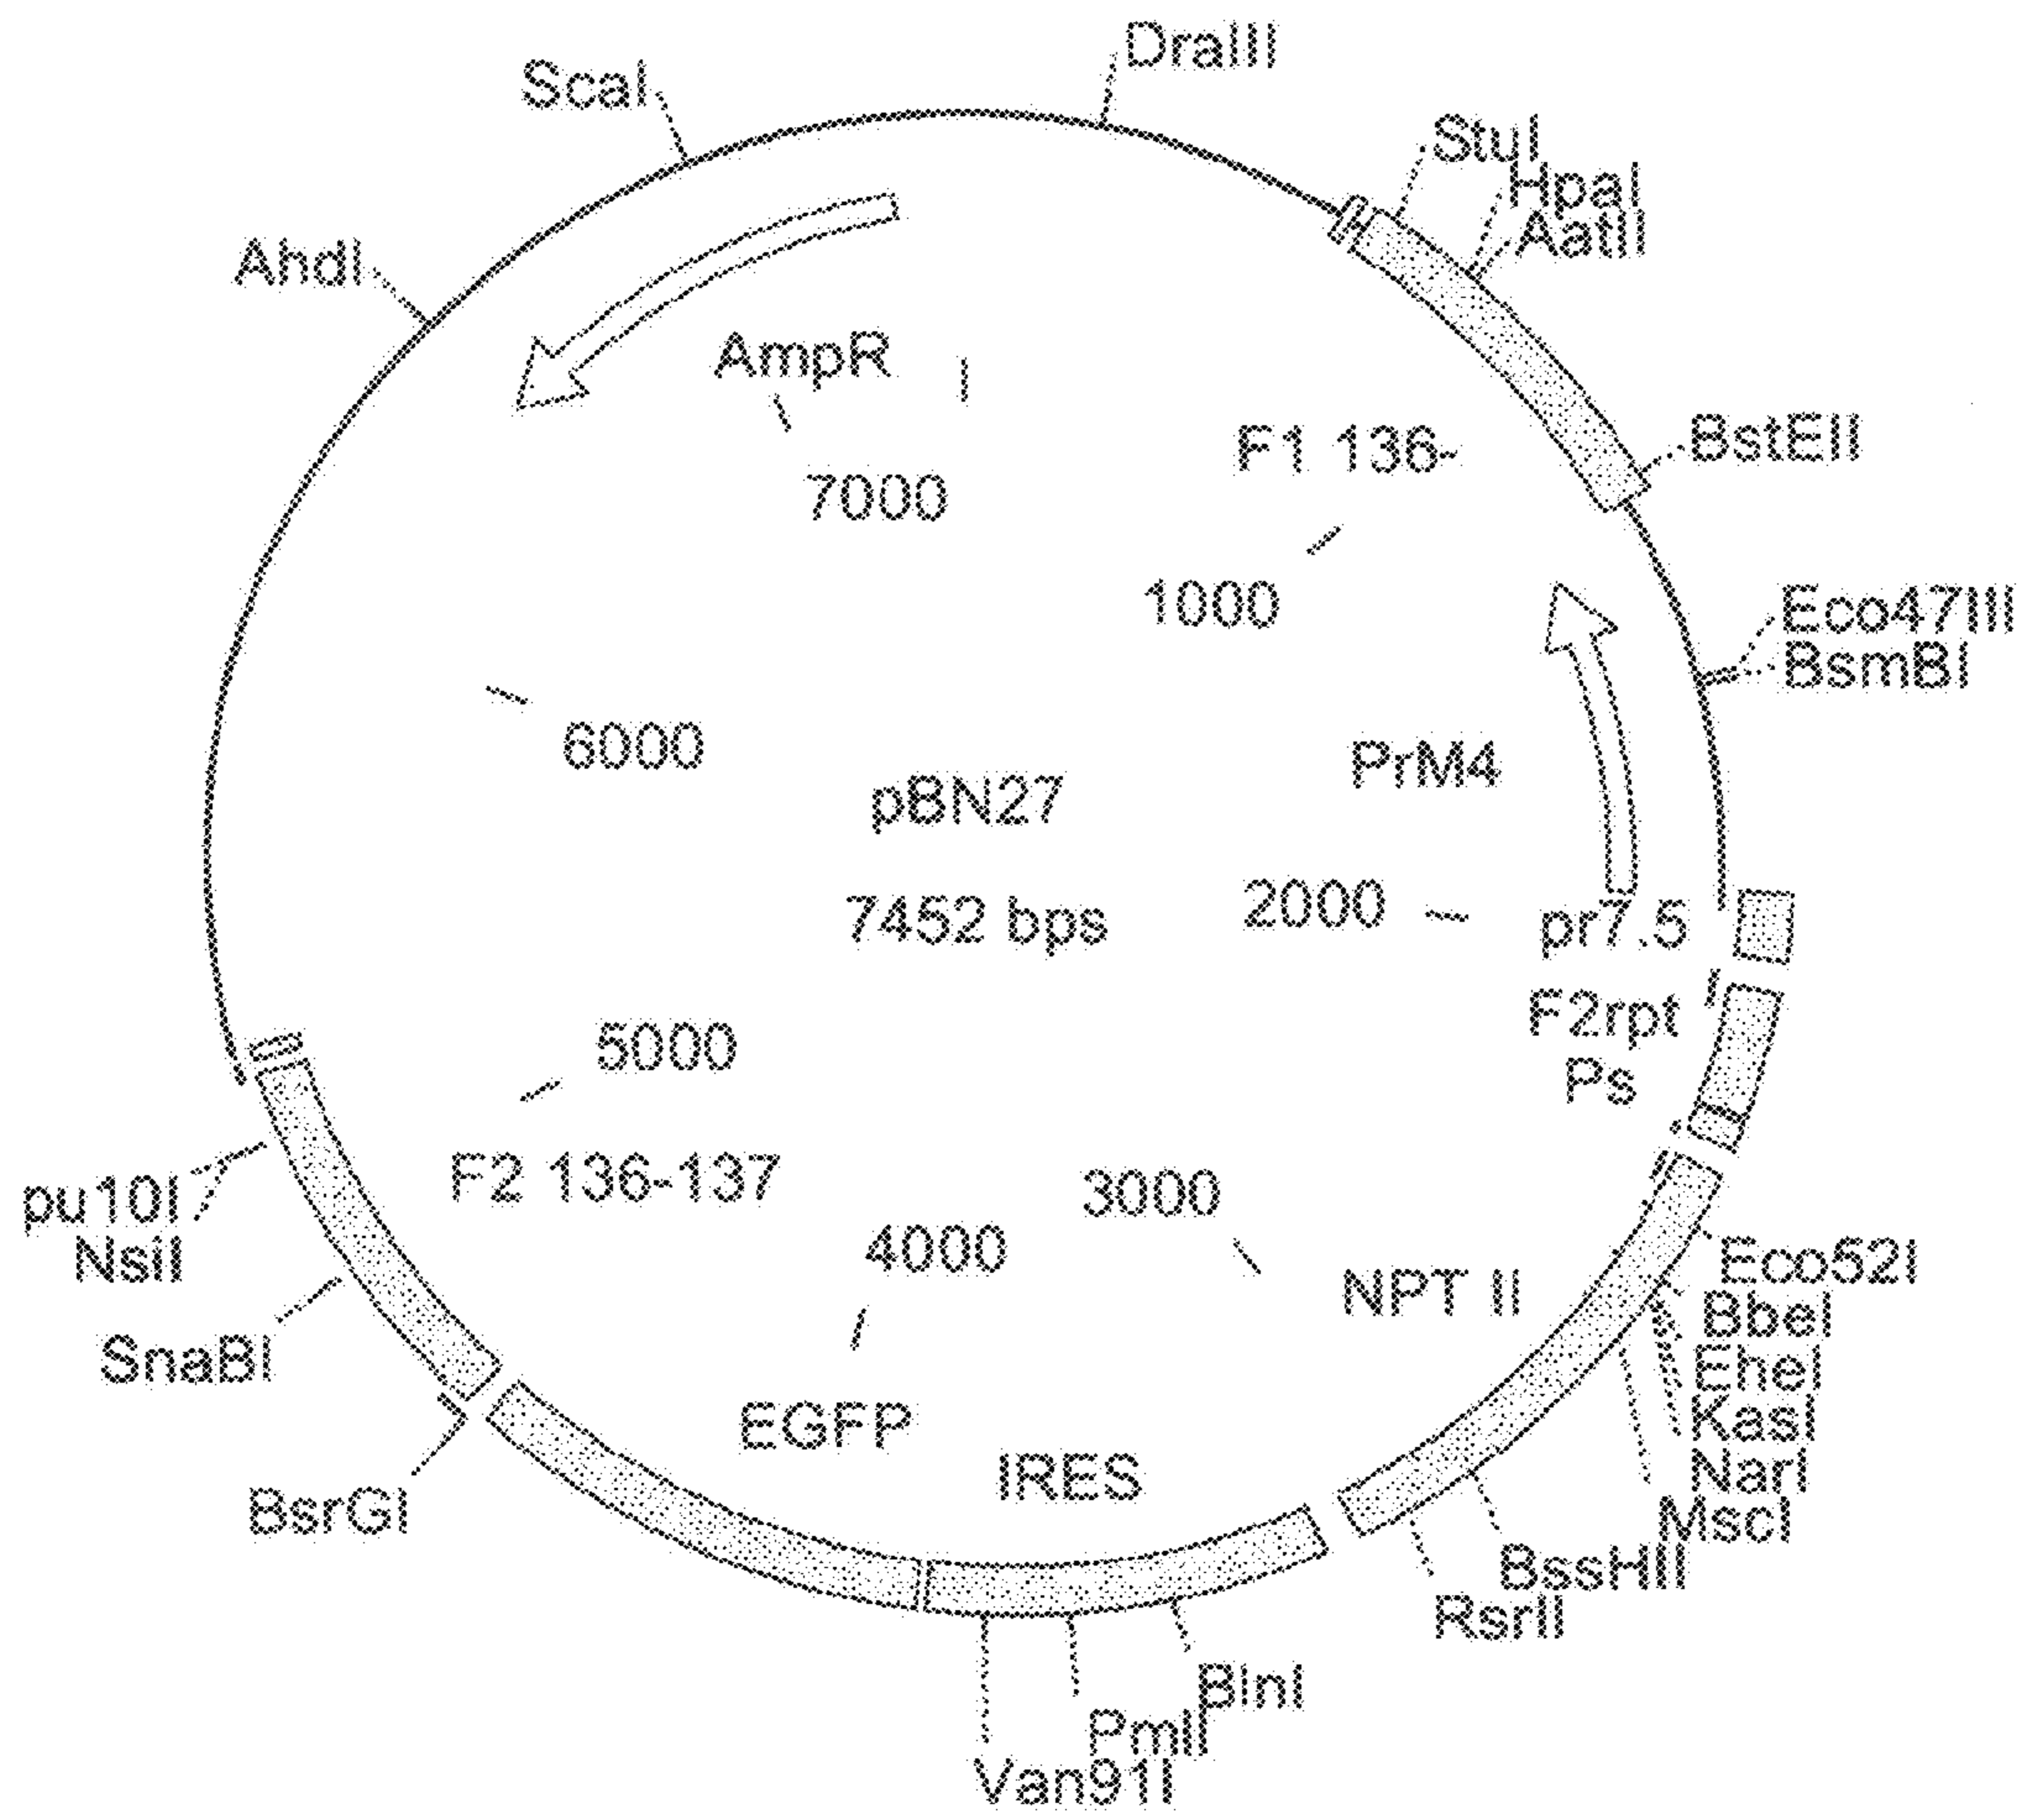 DraIII
ScaI
StuI
HpaI
AatII
AhdI
AmpR
F1 136-
BstEII
7000
1000
Eco47III
BsmBI
6000
PrM4
pBN27
2000
7452 bps
pr7.5
F2rpt
5000
Ps
F2 136-137
3000
pu10I
NsiI
4000
Eco52I
NPT II
BbeI
SnaBI
EheI
EGFP
KasI
IRES
NarI
BsrGI
MscI
BssHII
RsrII
BlnI
PmlI
Van91I